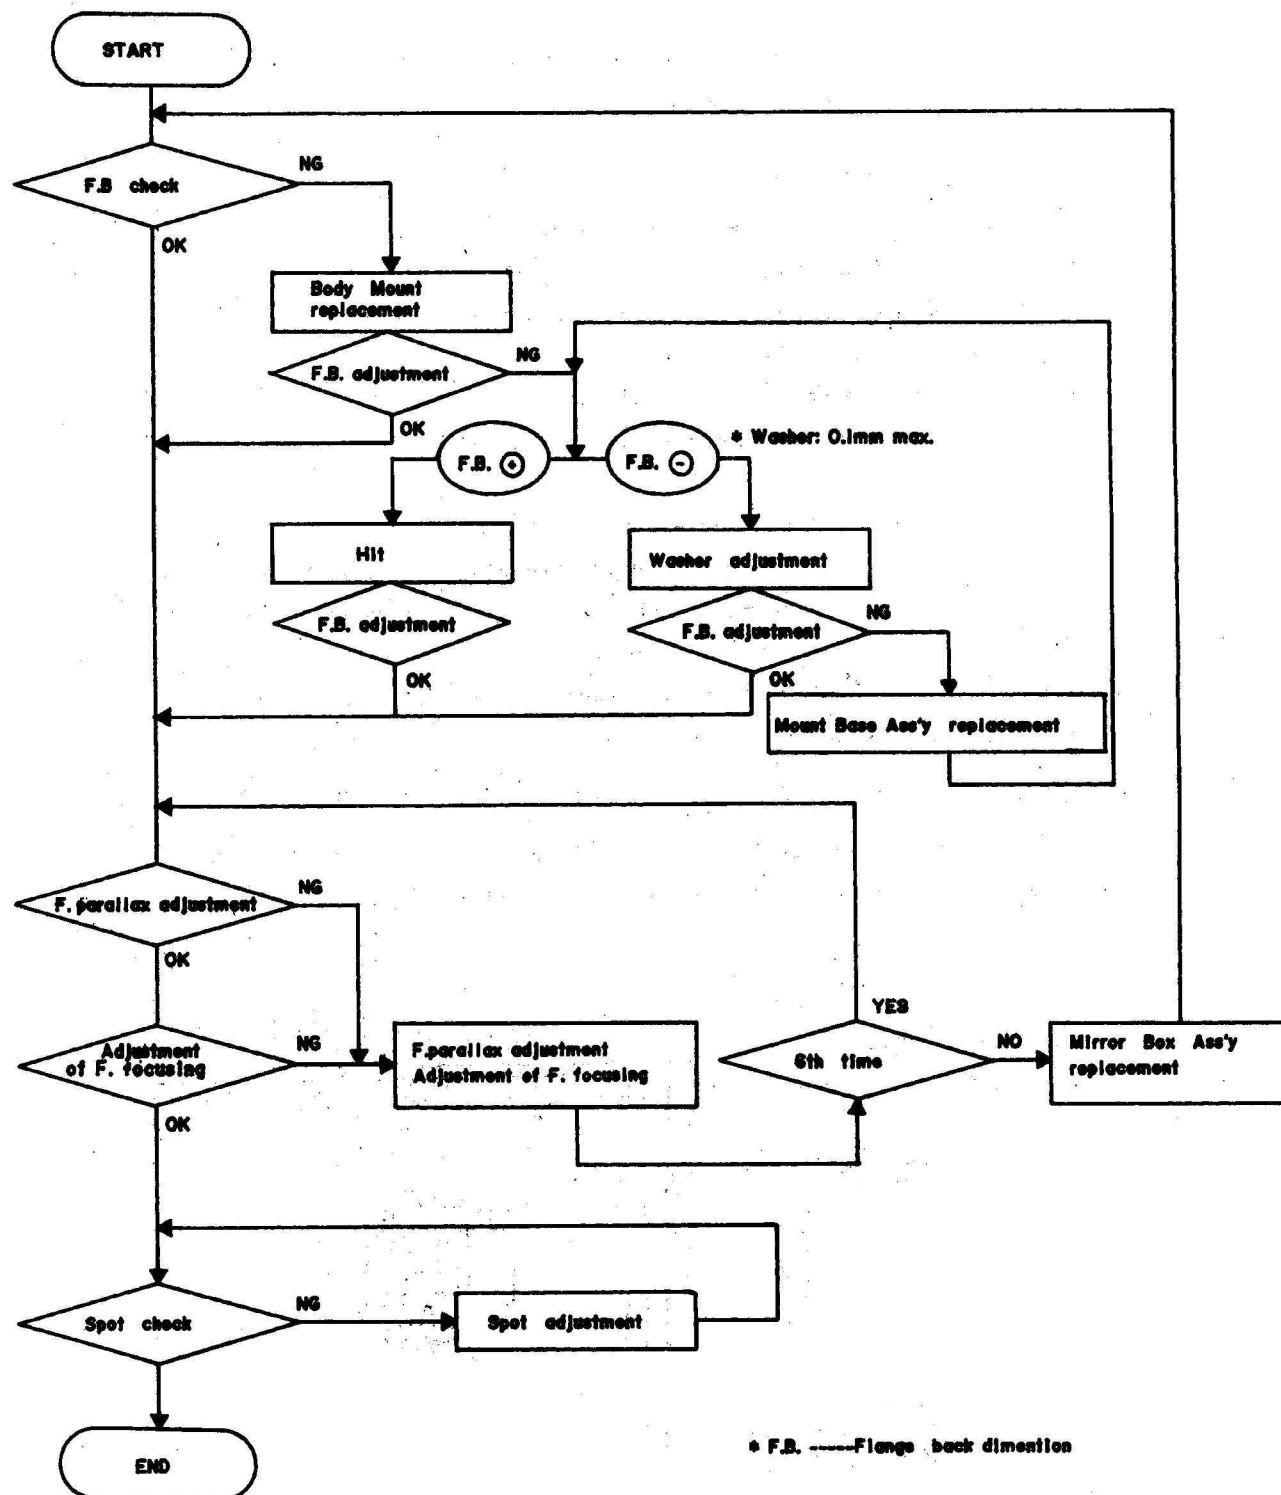 START
F.B check
NG
OK
Body Mount
replacement
F.B. adjustment
NG
OK
F.B. ⊕
F.B. ⊖
* Washer: 0.1mm max.
Hit
Washer adjustment
F.B. adjustment
OK
F.B. adjustment
NG
OK
Mount Base Ass'y replacement
F. parallax adjustment
NG
OK
Adjustment
of F. focusing
NG
OK
F.parallax adjustment
Adjustment of F. focusing
6th time
YES
NO
Mirror Box Ass'y
replacement
Spot check
NG
Spot adjustment
END
* F.B. -----Flange back dimention